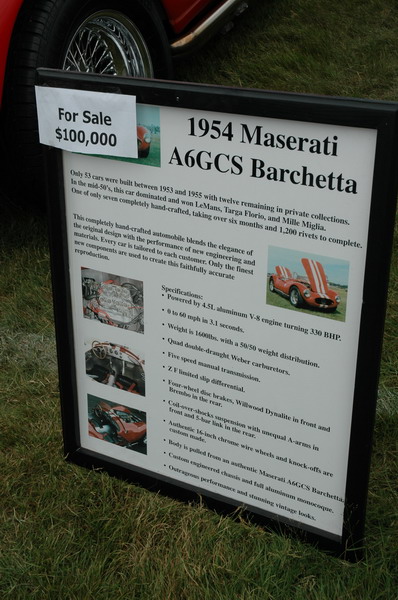 For Sale
$100,000
1954 Maserati
A6GCS Barchetta
Only 53 cars were built between 1953 and 1955 with twelve remaining in private collections.
In the mid-50's, this car dominated and won LeMans, Targa Florio, and Mille Miglia.
One of only seven completely hand-crafted, taking over six months and 1,200 rivets to complete.
This completely hand-crafted automobile blends the elegance of
the original design with the performance of new engineering and
materials. Every car is tailored to each customer. Only the finest
new components are used to create this faithfully accurate
reproduction.
Specifications:
• Powered by 4.5L aluminum V-8 engine turning 330 BHP.
• 0 to 60 mph in 3.1 seconds.
• Weight is 1600lbs. with a 50/50 weight distribution.
• Quad double-draught Weber carburetors.
• Five speed manual transmission.
• Z F limited slip differential.
• Four-wheel disc brakes, Willwood Dynalite in front and
Brembo in the rear.
• Coil-over-shocks suspension with unequal A-arms in
front and 5-bar link in the rear.
• Authentic 16-inch chrome wire wheels and knock-offs are
custom made.
• Body is pulled from an authentic Maserati A6GCS Barchetta.
• Custom engineered chassis and full aluminum monocoque.
• Outrageous performance and stunning vintage looks.